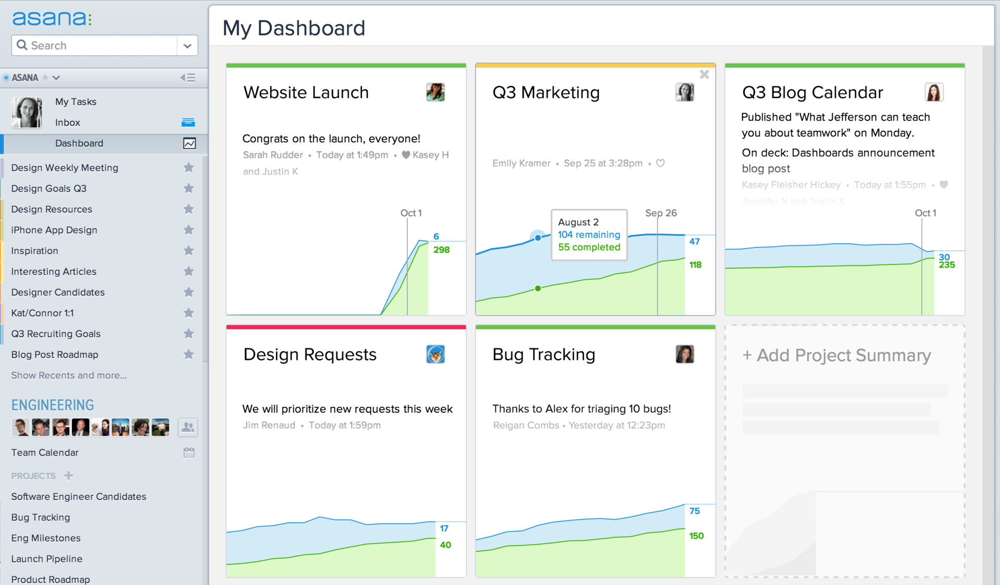 asana:
Search
ASANA
My Tasks
Inbox
Dashboard
Design Weekly Meeting
Design Goals Q3
Design Resources
iPhone App Design
Inspiration
Interesting Articles
Designer Candidates
Kat/Connor 1:1
Q3 Recruiting Goals
Blog Post Roadmap
Show Recents and more...
ENGINEERING
Team Calendar
PROJECTS +
Software Engineer Candidates
Bug Tracking
Eng Milestones
Launch Pipeline
Product Roadmap
My Dashboard
Website Launch
Congrats on the launch, everyone!
Sarah Rudder • Today at 1:49pm • ♥ Kasey H
and Justin K
Oct 1
6
298
Q3 Marketing
Emily Kramer • Sep 25 at 3:28pm • ♡
August 2
104 remaining
55 completed
Sep 26
47
118
Q3 Blog Calendar
Published "What Jefferson can teach
you about teamwork" on Monday.
On deck: Dashboards announcement
blog post
Kasey Fleisher Hickey • Today at 1:55pm • ♥
Jennifer N and Justin K
Oct 1
30
235
Design Requests
We will prioritize new requests this week
Jim Renaud • Today at 1:59pm
17
40
Bug Tracking
Thanks to Alex for triaging 10 bugs!
Reigan Combs • Yesterday at 12:23pm
75
150
+ Add Project Summary